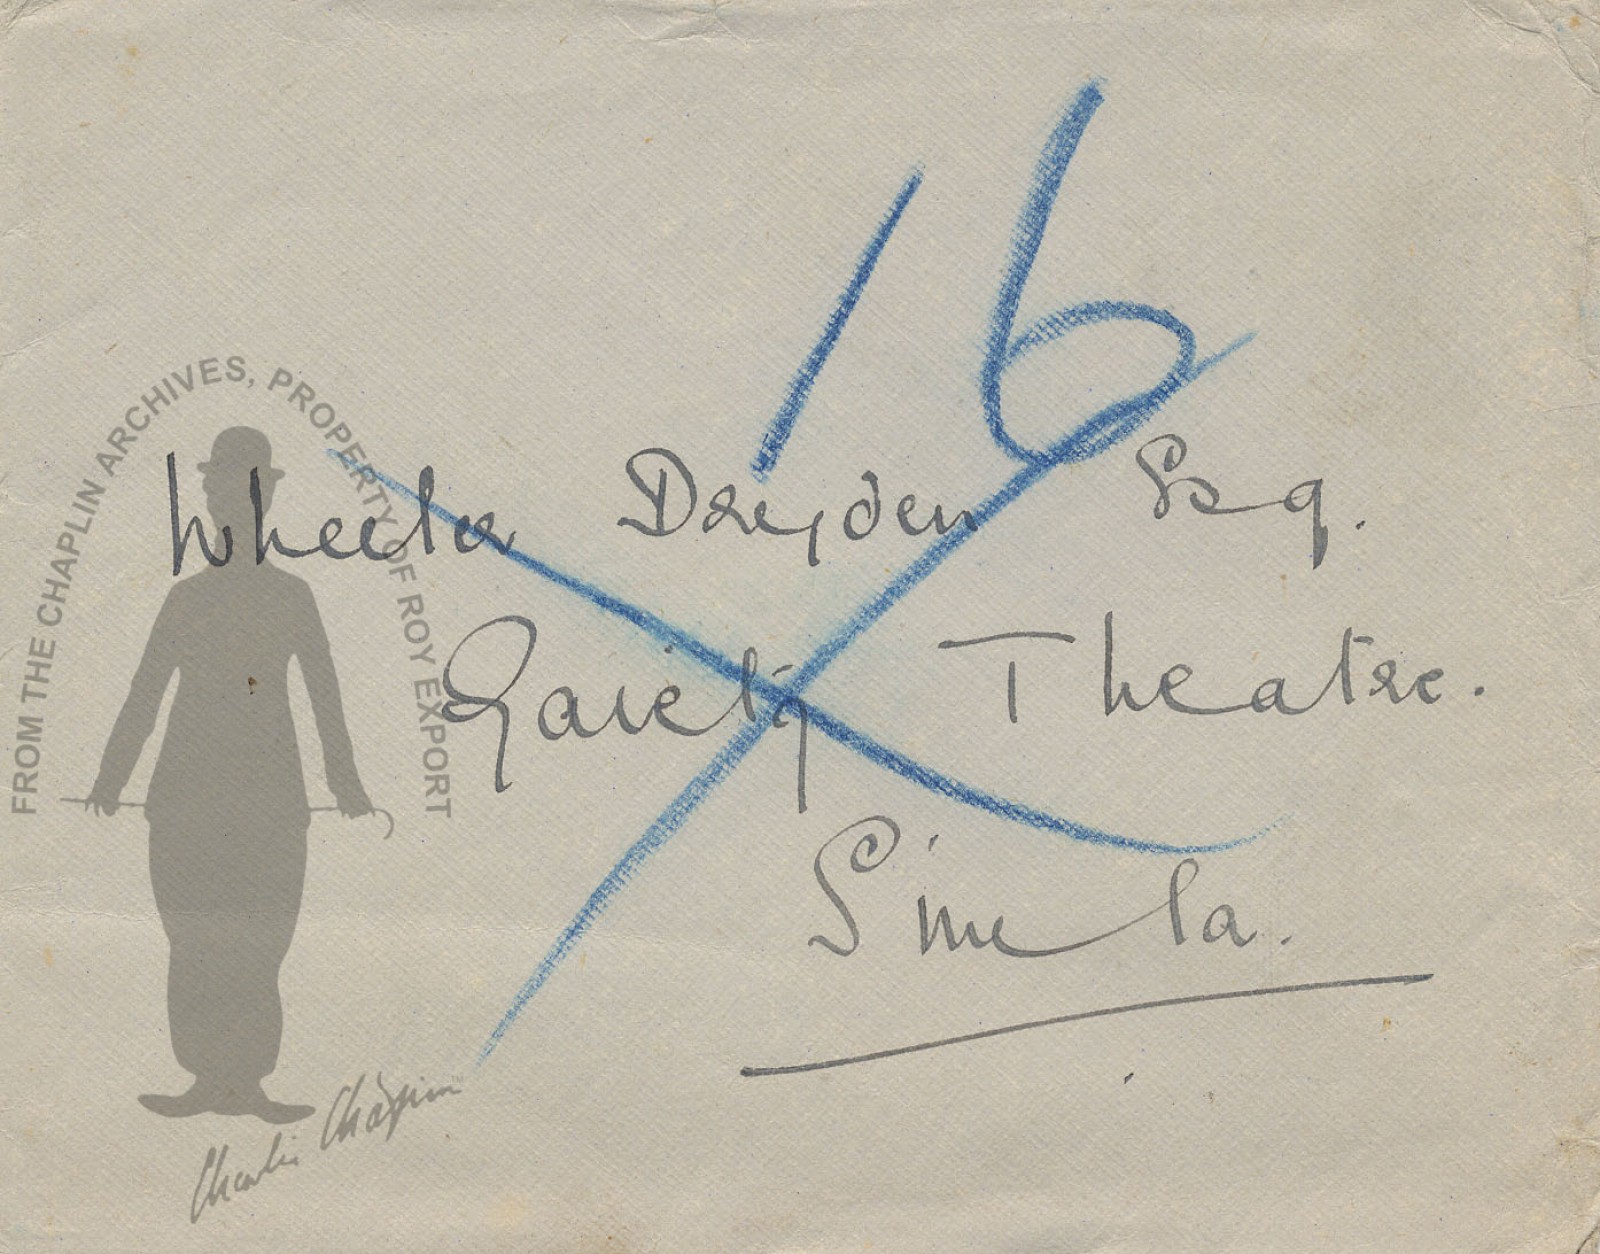 16
Wheeler Dryden Esq.
Gaiety Theatre.
Simla.
FROM THE CHAPLIN ARCHIVES, PROPERTY OF ROY EXPORT
Charlie Chaplin